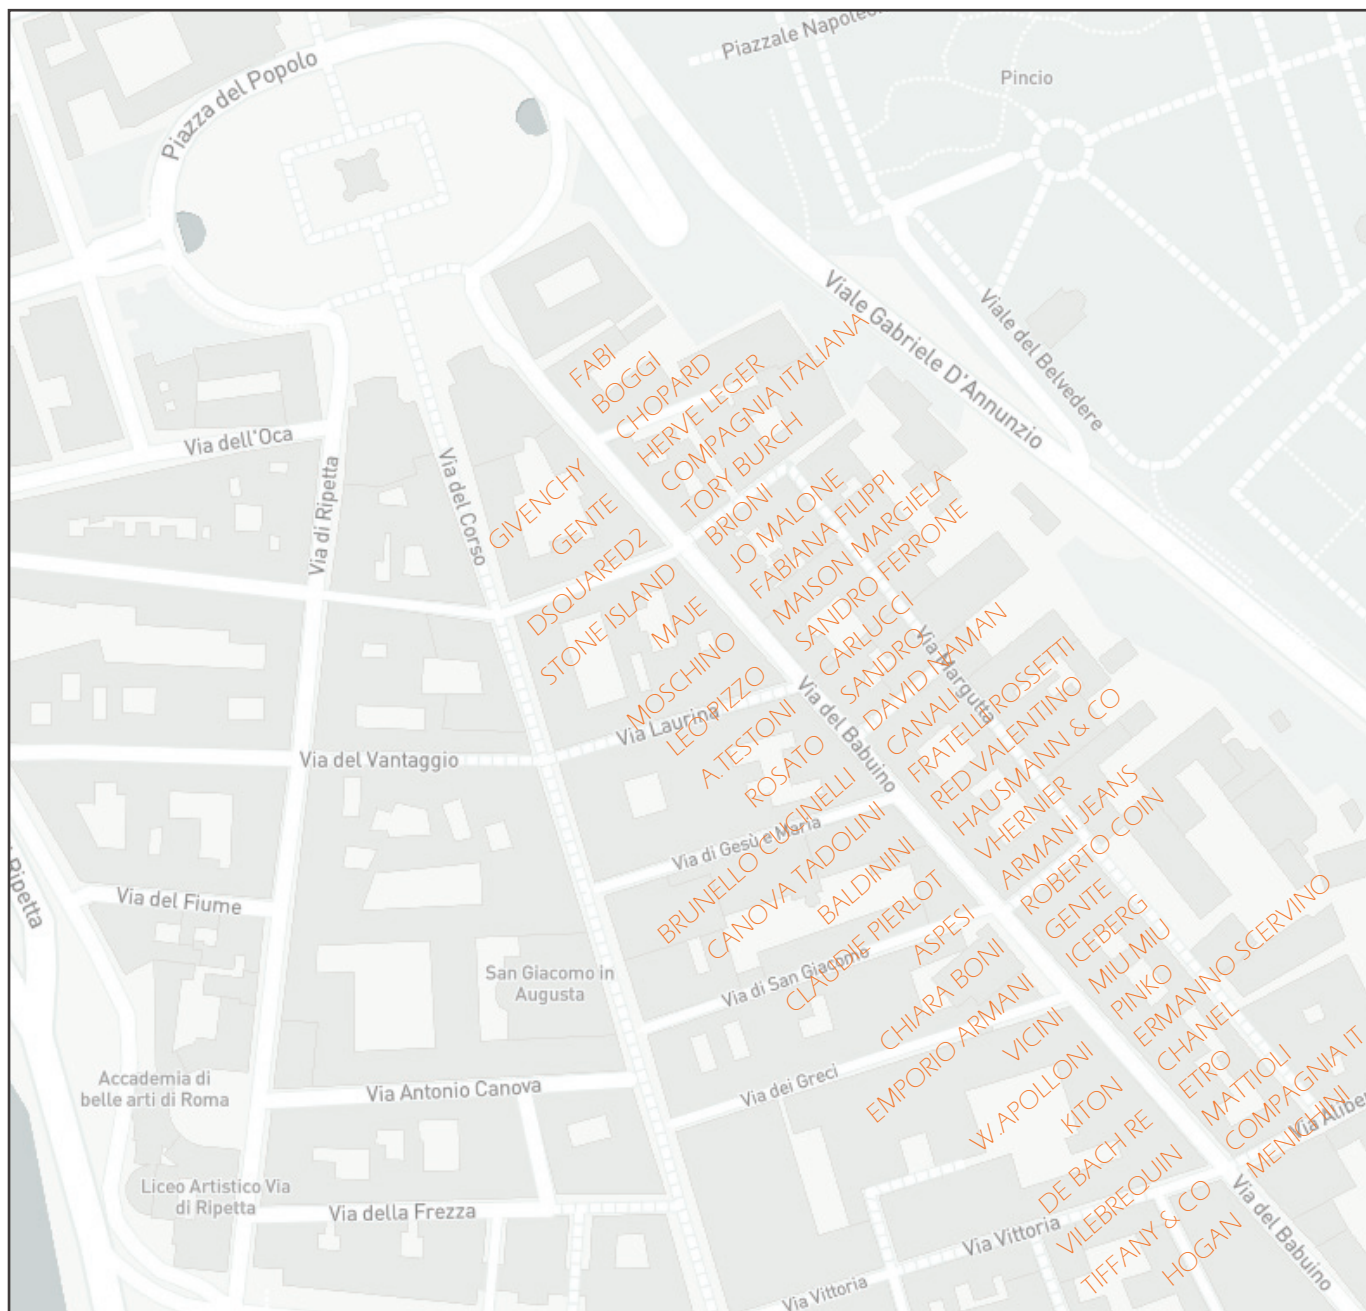 Piazzale Napoleo
Pincio
Piazza del Popolo
Viale Gabriele D'Annunzio
Viale del Belvedere
Via dell'Oca
Via di Ripetta
Via del Corso
FABI
BOGGI
CHOPARD
HERVE LEGER
COMPAGNIA ITALIANA
TORY BURCH
BRIONI
JO MALONE
FABIANA FILIPPI
MAISON MARGIELA
SANDRO FERRONE
CARLUCCI
SANDRO
DAVID NAMAN
CANALI
FRATELLI ROSSETTI
RED VALENTINO
HAUSMANN & CO
VHERNIER
ARMANI JEANS
ROBERTO COIN
GENTE
ICEBERG
MIU MIU
PINKO
ERMANNO SCERVINO
CHANEL
ETRO
MATTIOLI
COMPAGNIA IT
MENICHINI
GIVENCHY
GENTE
DSQUARED2
STONE ISLAND
MAJE
MOSCHINO
LEO PIZZO
A.TESTONI
ROSATO
BRUNELLO CUCINELLI
CANOVA TADOLINI
BALDININI
CLAUDIE PIERLOT
ASPESI
CHIARA BONI
EMPORIO ARMANI
VICINI
W.APOLLONI
KITON
DE BACH RE
VILEBREQUIN
TIFFANY & CO
HOGAN
Via Margutta
Via del Babuino
Via Laurina
Via del Vantaggio
Via di Gesù e Maria
Via del Fiume
Ripetta
San Giacomo in
Augusta
Via di San Giacomo
Accademia di
belle arti di Roma
Via Antonio Canova
Via dei Greci
Via Aliber
Liceo Artistico Via
di Ripetta
Via della Frezza
Via Vittoria
Via del Babuino
Via Vittoria